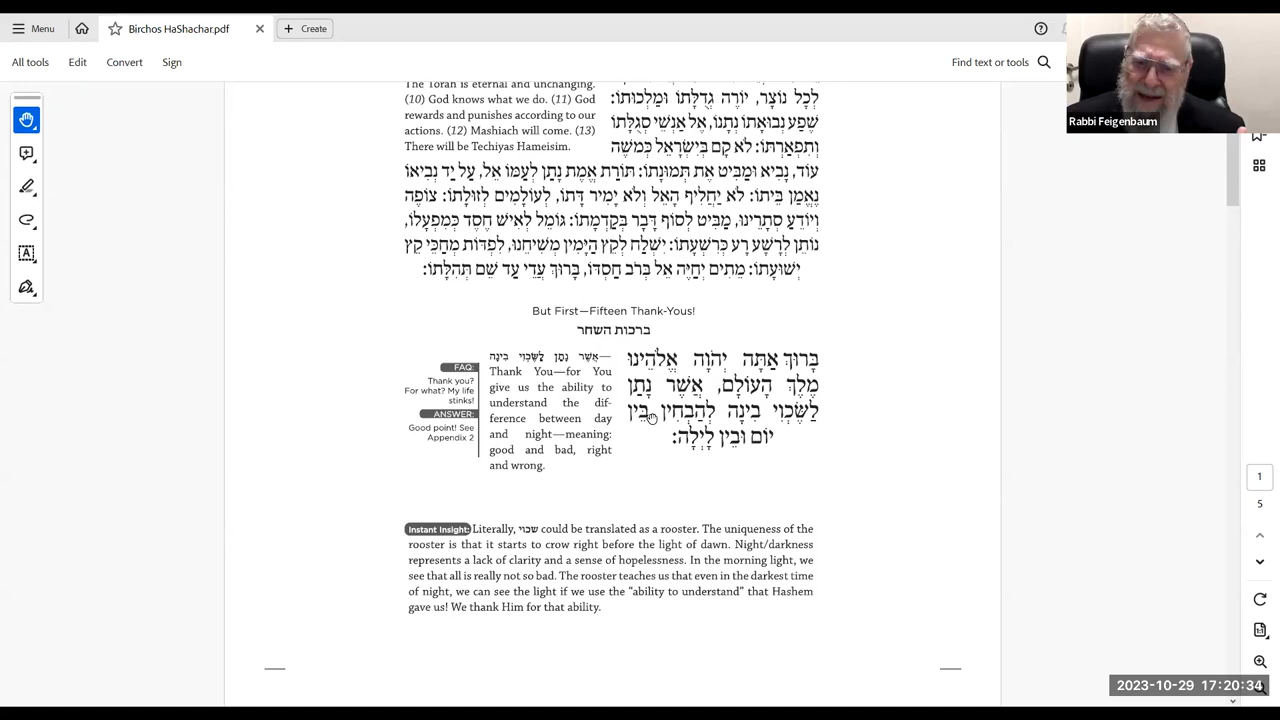 Menu
Birchos HaShachar.pdf
Create
All tools
Edit
Convert
Sign
Find text or tools
Rabbi Feigenbaum
The Torah is eternal and unchanging.
(10) God knows what we do. (11) God
rewards and punishes according to our
actions. (12) Mashiach will come. (13)
There will be Techiyas Hameisim.
לְכָל נוֹצָר, יוֹרֶה גְדֻלָּתוֹ וּמַלְכוּתוֹ:
שֶׁפַע נְבוּאָתוֹ נְתָנוֹ, אֶל אַנְשֵׁי סְגֻלָּתוֹ
וְתִפְאַרְתּוֹ: לֹא קָם בְּיִשְׂרָאֵל כְּמֹשֶׁה
עוֹד, נָבִיא וּמַבִּיט אֶת תְּמוּנָתוֹ: תּוֹרַת אֱמֶת נָתַן לְעַמּוֹ אֵל, עַל יַד נְבִיאוֹ
נֶאֱמַן בֵּיתוֹ: לֹא יַחֲלִיף הָאֵל וְלֹא יָמִיר דָּתוֹ, לְעוֹלָמִים לְזוּלָתוֹ: צוֹפֶה
וְיוֹדֵעַ סְתָרֵינוּ, מַבִּיט לְסוֹף דָּבָר בְּקַדְמָתוֹ: גּוֹמֵל לְאִישׁ חֶסֶד כְּמִפְעָלוֹ,
נוֹתֵן לְרָשָׁע רָע כְּרִשְׁעָתוֹ: יִשְׁלַח לְקֵץ הַיָּמִין מְשִׁיחֵנוּ, לִפְדּוֹת מְחַכֵּי קֵץ
יְשׁוּעָתוֹ: מֵתִים יְחַיֶּה אֵל בְּרֹב חַסְדּוֹ, בָּרוּךְ עֲדֵי עַד שֵׁם תְּהִלָּתוֹ:
But First—Fifteen Thank-Yous!
ברכות השחר
בָּרוּךְ אַתָּה יְהֹוָה אֱלֹהֵינוּ
מֶלֶךְ הָעוֹלָם, אֲשֶׁר נָתַן
לַשֶּׂכְוִי בִינָה לְהַבְחִין בֵּין
יוֹם וּבֵין לָיְלָה:
אֲשֶׁר נָתַן לַשֶּׂכְוִי בִינָה—
Thank You—for You
give us the ability to
understand the dif-
ference between day
and night—meaning:
good and bad, right
and wrong.
FAQ:
Thank you?
For what? My life
stinks!
ANSWER:
Good point! See
Appendix 2
Instant Insight: Literally, שכוי could be translated as a rooster. The uniqueness of the
rooster is that it starts to crow right before the light of dawn. Night/darkness
represents a lack of clarity and a sense of hopelessness. In the morning light, we
see that all is really not so bad. The rooster teaches us that even in the darkest time
of night, we can see the light if we use the “ability to understand” that Hashem
gave us! We thank Him for that ability.
1
5
2023-10-29 17:20:34